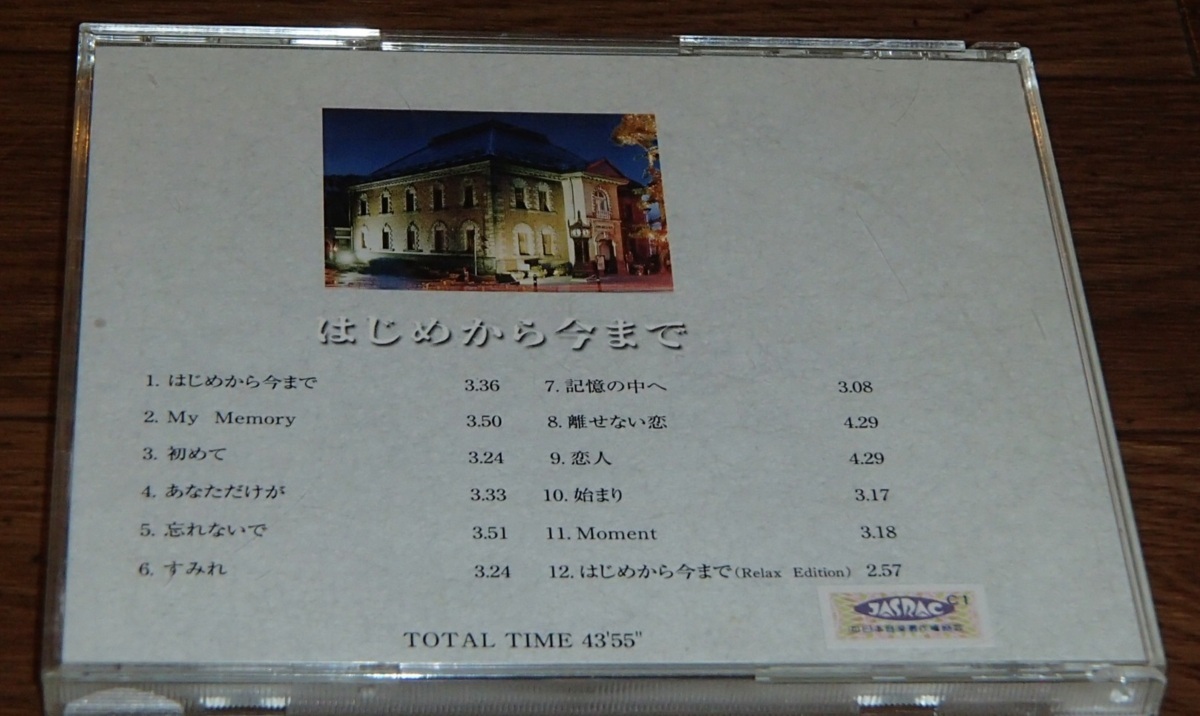 はじめから今まで
1. はじめから今まで 3.36
2. My Memory 3.50
3. 初めて 3.24
4. あなただけが 3.33
5. 忘れないで 3.51
6. すみれ 3.24
7. 記憶の中へ 3.08
8. 離せない恋 4.29
9. 恋人 4.29
10. 始まり 3.17
11. Moment 3.18
12. はじめから今まで(Relax Edition) 2.57
TOTAL TIME 43'55"
JASRAC